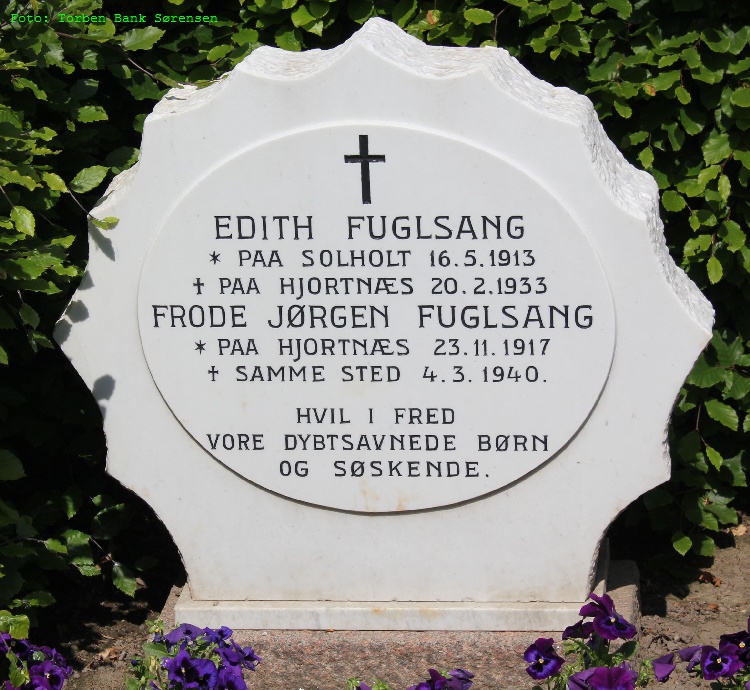 Foto: Torben Bank Sørensen
EDITH FUGLSANG
* PAA SOLHOLT 16.5.1913
† PAA HJORTNÆS 20.2.1933
FRODE JØRGEN FUGLSANG
* PAA HJORTNÆS 23.11.1917
† SAMME STED 4.3.1940.
HVIL I FRED
VORE DYBTSAVNEDE BØRN
OG SØSKENDE.